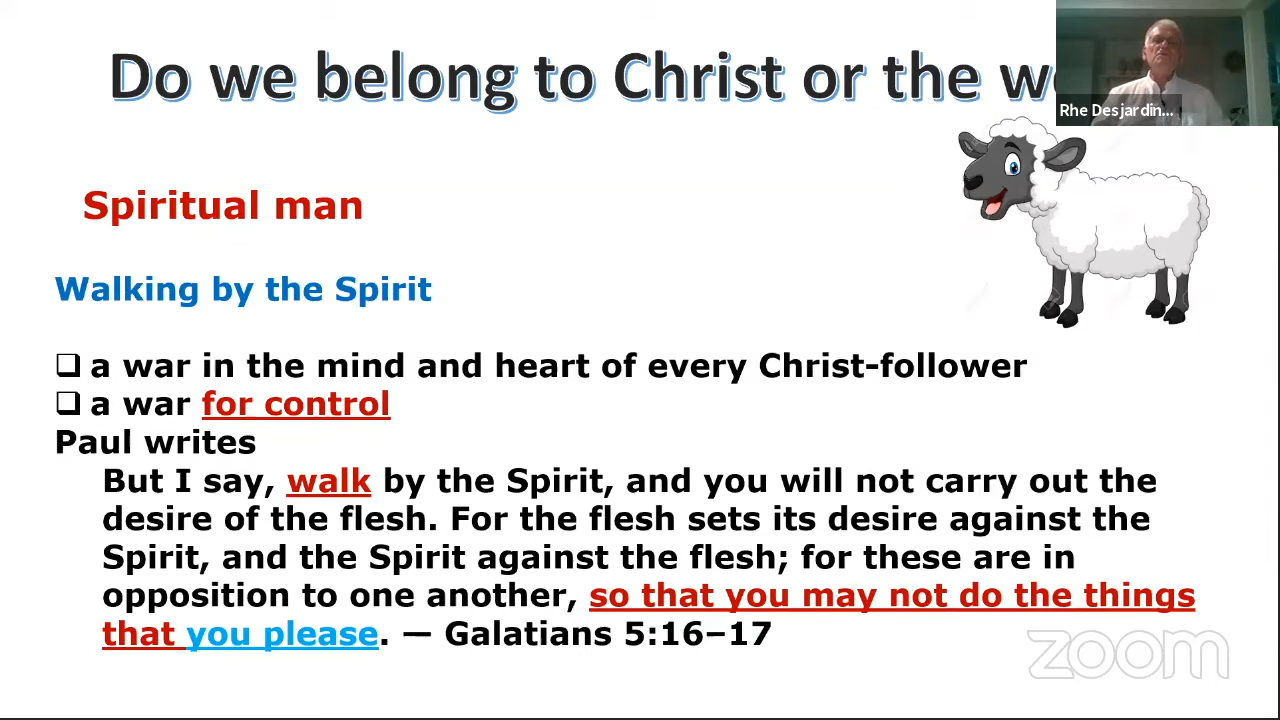 Do we belong to Christ or the w
Rhe Desjardin...
Spiritual man
Walking by the Spirit
❑ a war in the mind and heart of every Christ-follower
❑ a war for control
Paul writes
But I say, walk by the Spirit, and you will not carry out the
desire of the flesh. For the flesh sets its desire against the
Spirit, and the Spirit against the flesh; for these are in
opposition to one another, so that you may not do the things
that you please. — Galatians 5:16–17
zoom